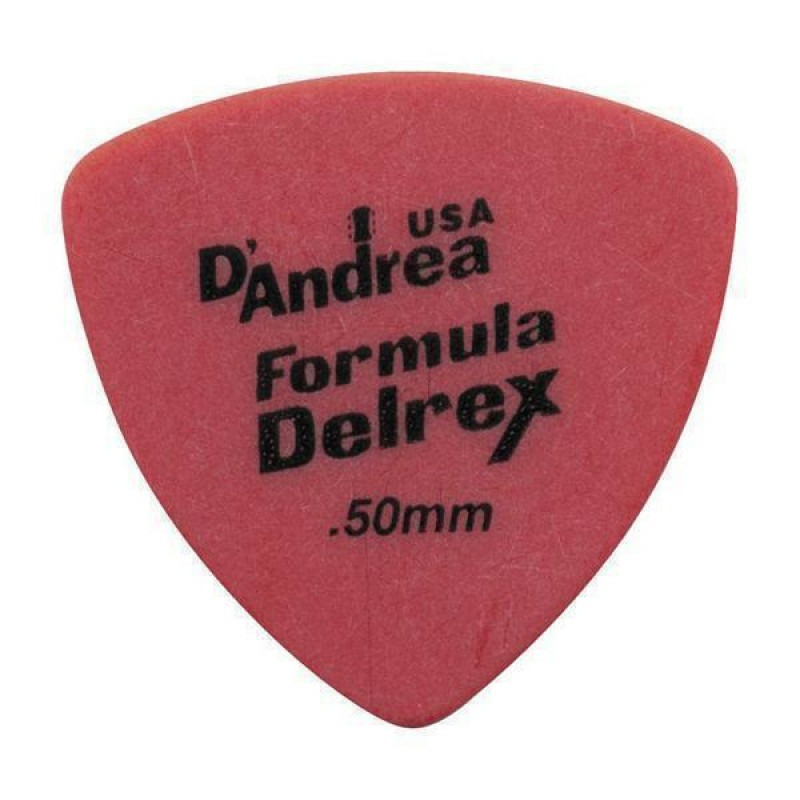 USA
D'Andrea
Formula
Delrex
.50mm